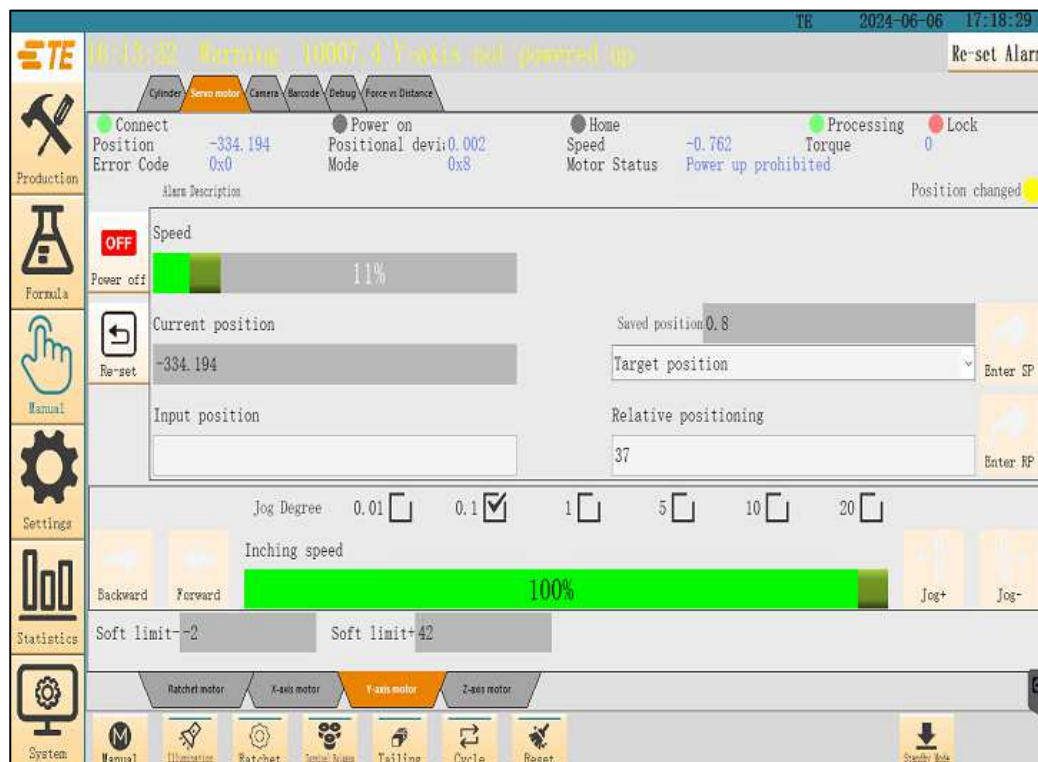 TE 2024-06-06 17:18:29
TE Warning 10007.4 Y-axis not powered up Re-set Alarm
Cylinder Servo motor Camera Barcode Debug Force vs Distance
Connect Power on Home Processing Lock
Position -334.194 Positional devi: 0.002 Speed -0.762 Torque 0
Error Code 0x0 Mode 0x8 Motor Status Power up prohibited
Alarm Description Position changed
Production
OFF Speed
Power off 11%
Formula
Current position Saved position 0.8
Re-set -334.194 Target position Enter SP
Manual
Input position Relative positioning
37 Enter RP
Settings
Jog Degree 0.01 0.1 1 5 10 20
Inching speed
Backward Forward 100% Jog+ Jog-
Statistics
Soft limit- -2 Soft limit+ 42
Ratchet motor X-axis motor Y-axis motor Z-axis motor
System
M
Manual Illumination Ratchet Terminal Release Tailing Cycle Reset Standby Mode